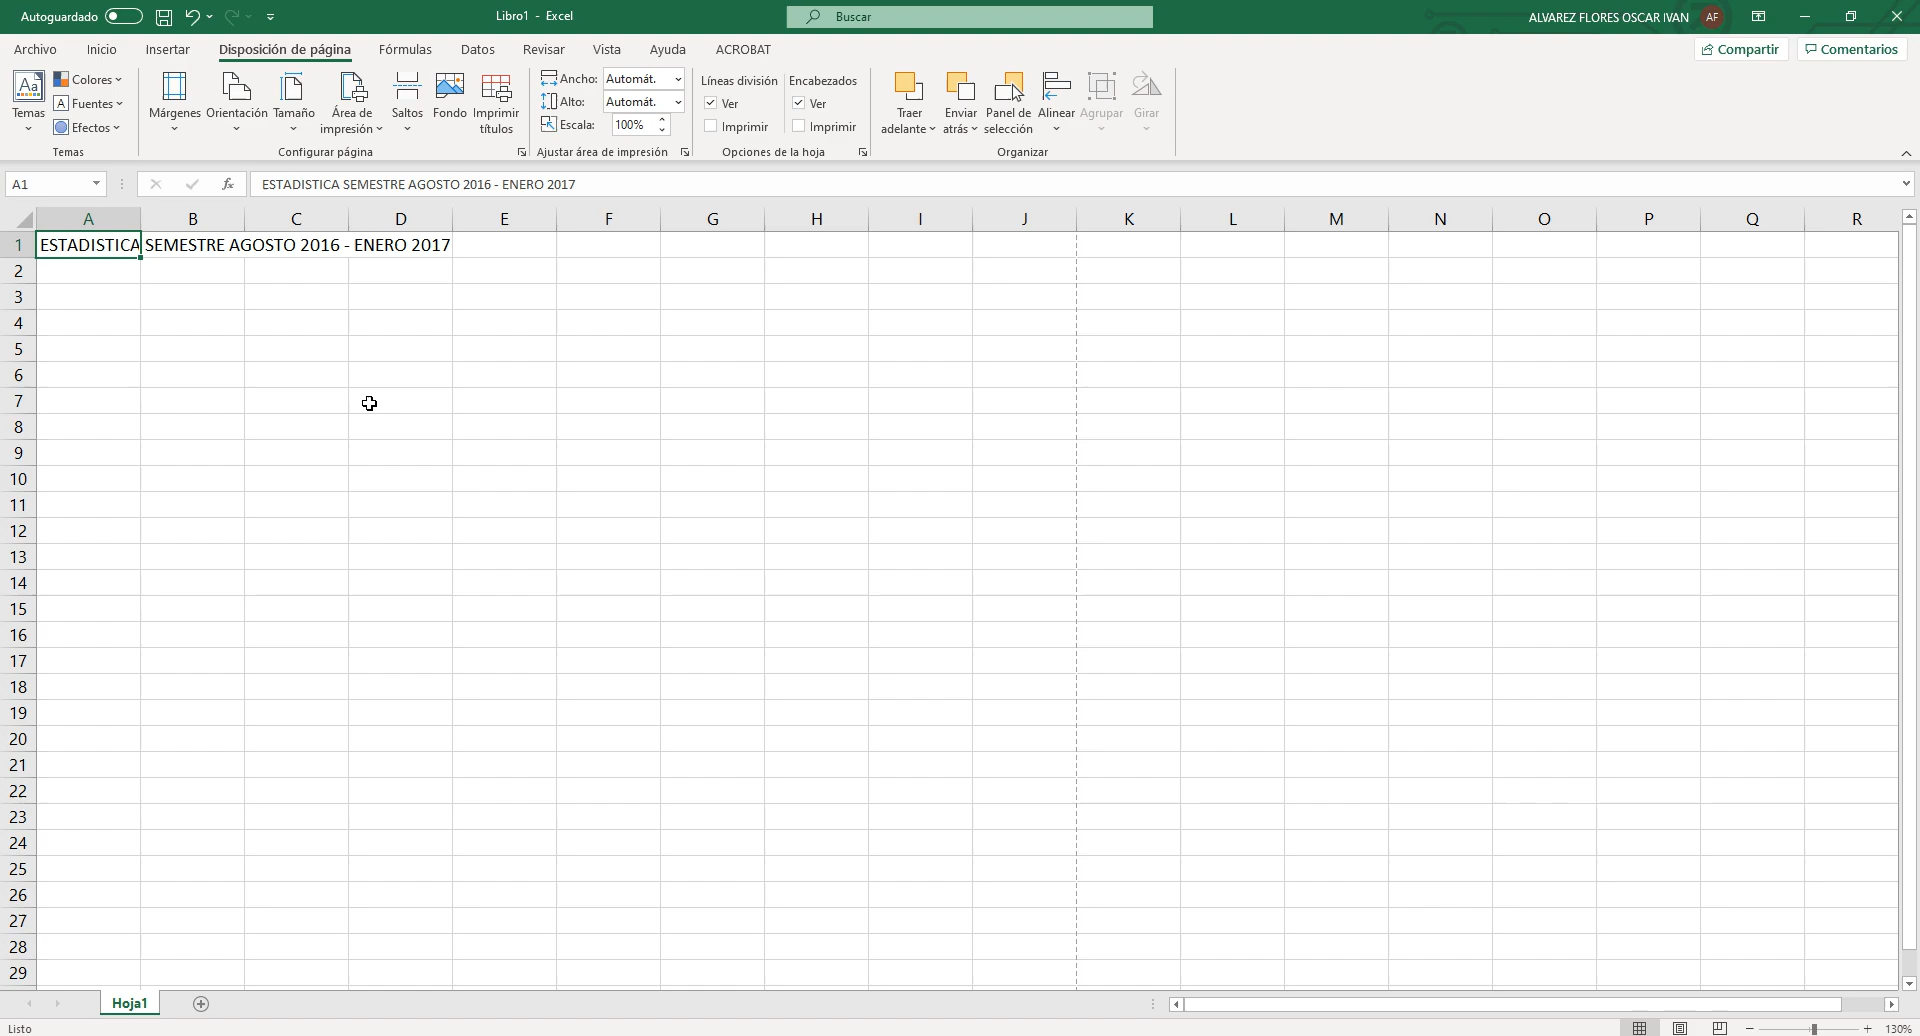 Autoguardado Libro1 - Excel Buscar ALVAREZ FLORES OSCAR IVAN AF
Archivo Inicio Insertar Disposición de página Fórmulas Datos Revisar Vista Ayuda ACROBAT Compartir Comentarios
Aa Temas Colores Fuentes Efectos Temas
Márgenes Orientación Tamaño Área de impresión Saltos Fondo Imprimir títulos Configurar página
Ancho: Automát.
Alto: Automát.
Escala: 100%
Ajustar área de impresión
Líneas división Encabezados
Ver Ver
Imprimir Imprimir
Opciones de la hoja
Traer adelante Enviar atrás Panel de selección Alinear Agrupar Girar
Organizar
A1 fx ESTADISTICA SEMESTRE AGOSTO 2016 - ENERO 2017
A B C D E F G H I J K L M N O P Q R
1 ESTADISTICA SEMESTRE AGOSTO 2016 - ENERO 2017
2
3
4
5
6
7
8
9
10
11
12
13
14
15
16
17
18
19
20
21
22
23
24
25
26
27
28
29
Hoja1
Listo 130%